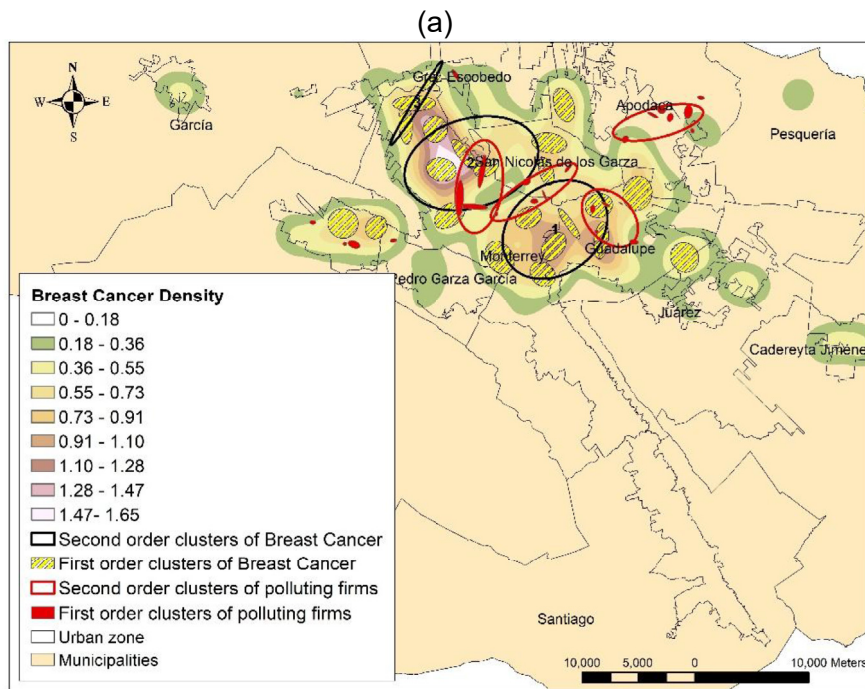 (a)
N
W E
S
García
Gral. Escobedo
Apodaca
Pesquería
3
2
San Nicolás de los Garza
1
Monterrey
Guadalupe
Pedro Garza García
Juárez
Cadereyta Jimene
Santiago
Breast Cancer Density
0 - 0.18
0.18 - 0.36
0.36 - 0.55
0.55 - 0.73
0.73 - 0.91
0.91 - 1.10
1.10 - 1.28
1.28 - 1.47
1.47- 1.65
Second order clusters of Breast Cancer
First order clusters of Breast Cancer
Second order clusters of polluting firms
First order clusters of polluting firms
Urban zone
Municipalities
10,000 5,000 0 10,000 Meters